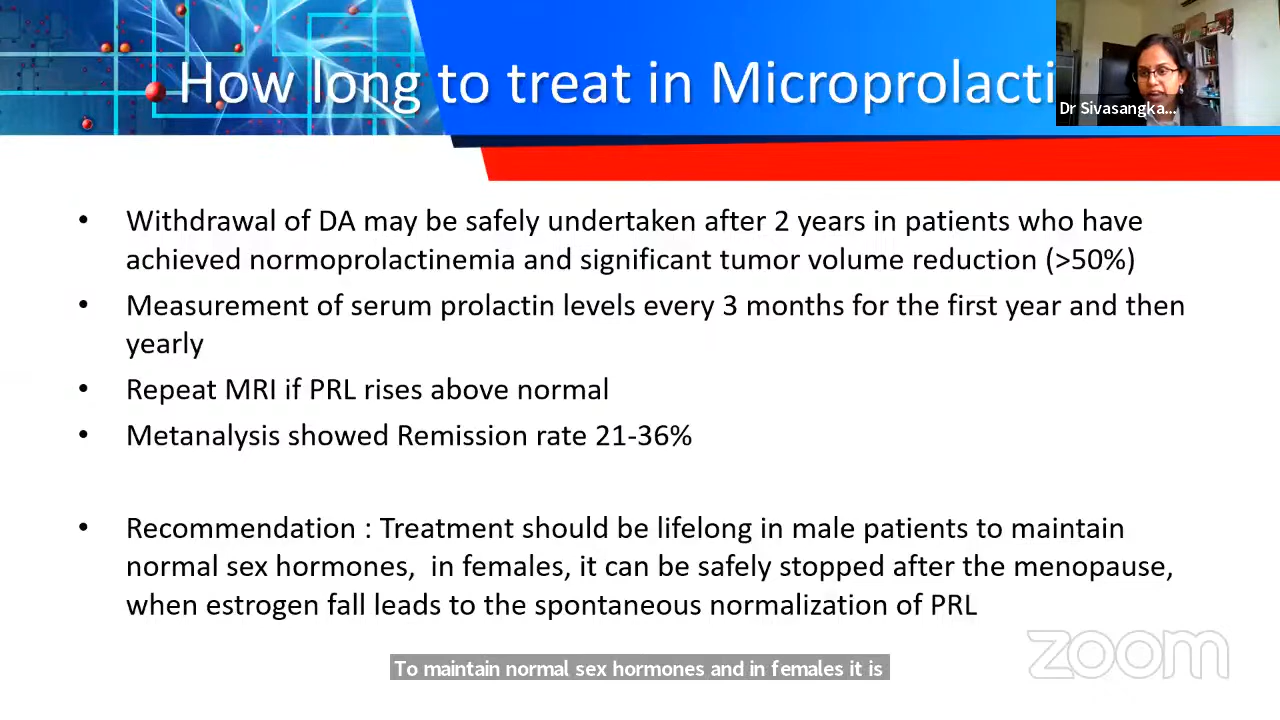 How long to treat in Microprolacti
Dr Sivasangka...
• Withdrawal of DA may be safely undertaken after 2 years in patients who have
achieved normoprolactinemia and significant tumor volume reduction (>50%)
• Measurement of serum prolactin levels every 3 months for the first year and then
yearly
• Repeat MRI if PRL rises above normal
• Metanalysis showed Remission rate 21-36%
• Recommendation : Treatment should be lifelong in male patients to maintain
normal sex hormones,  in females, it can be safely stopped after the menopause,
when estrogen fall leads to the spontaneous normalization of PRL
zoom
To maintain normal sex hormones and in females it is